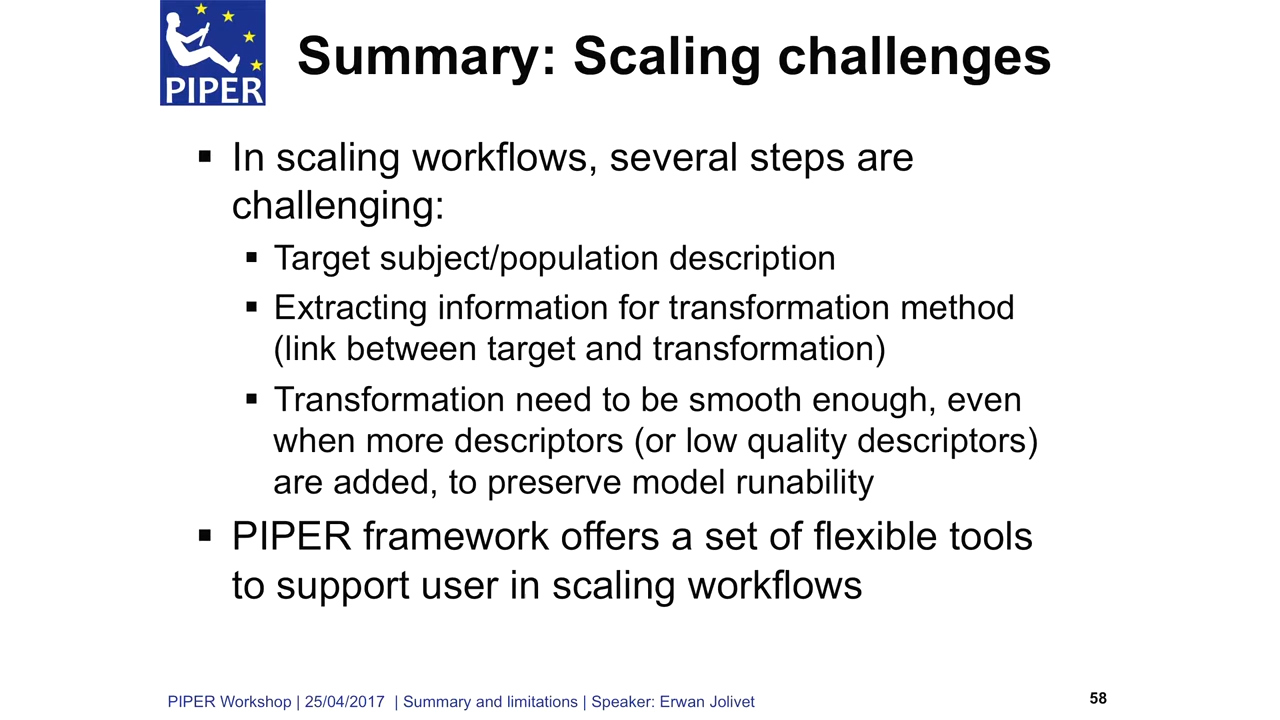 PIPER
Summary: Scaling challenges
▪ In scaling workflows, several steps are
challenging:
▪ Target subject/population description
▪ Extracting information for transformation method
(link between target and transformation)
▪ Transformation need to be smooth enough, even
when more descriptors (or low quality descriptors)
are added, to preserve model runability
▪ PIPER framework offers a set of flexible tools
to support user in scaling workflows
PIPER Workshop | 25/04/2017 | Summary and limitations | Speaker: Erwan Jolivet
58